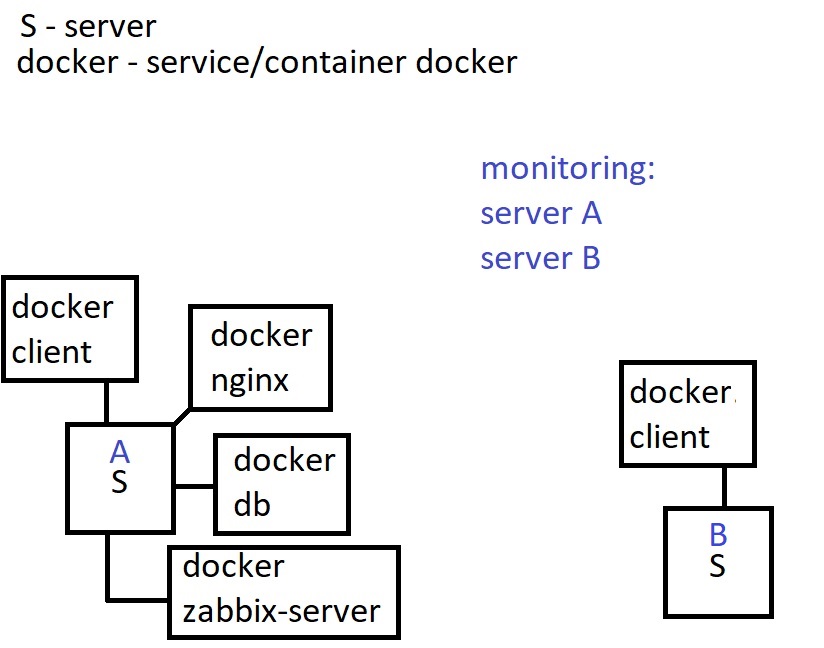 S - server
docker - service/container docker
monitoring:
server A
server B
docker
client
docker
nginx
A
S
docker
db
docker
zabbix-server
docker.
client
B
S